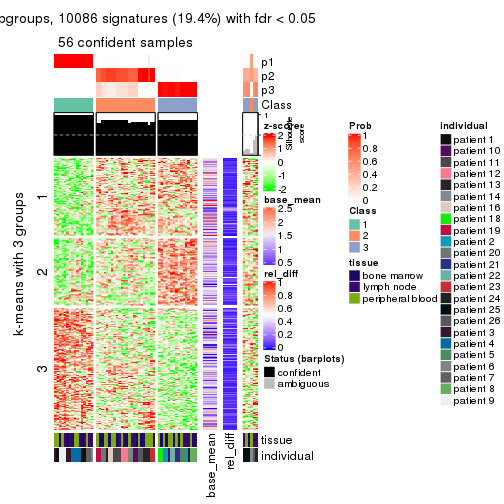 ogroups, 10086 signatures (19.4%) with fdr < 0.05
56 confident samples
p1
p2
p3
Class
1
Silhouette
score
z-score
2
1
0
-1
-2
base_mean
2.5
2
1.5
1
0.5
rel_diff
1
0.8
0.6
0.4
0.2
0
Status (barplots)
confident
ambiguous
Prob
1
0.8
0.6
0.4
0.2
0
Class
1
2
3
tissue
bone marrow
lymph node
peripheral blood
individual
patient 1
patient 10
patient 11
patient 12
patient 13
patient 14
patient 16
patient 18
patient 19
patient 2
patient 20
patient 21
patient 22
patient 23
patient 24
patient 25
patient 26
patient 3
patient 4
patient 5
patient 6
patient 7
patient 8
patient 9
k-means with 3 groups
1
2
3
tissue
individual
base_mean
rel_diff